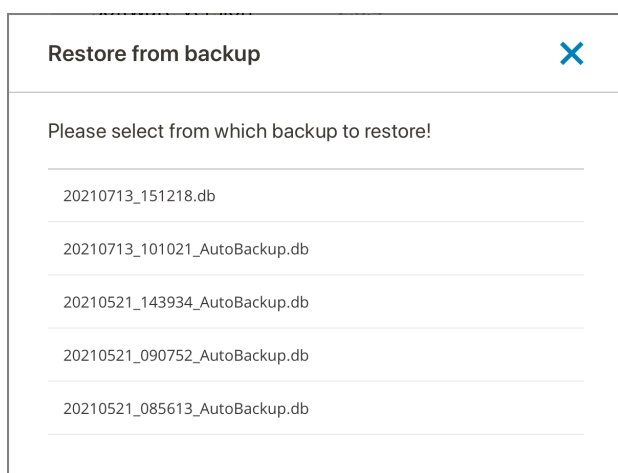 Restore from backup
Please select from which backup to restore!
20210713_151218.db
20210713_101021_AutoBackup.db
20210521_143934_AutoBackup.db
20210521_090752_AutoBackup.db
20210521_085613_AutoBackup.db